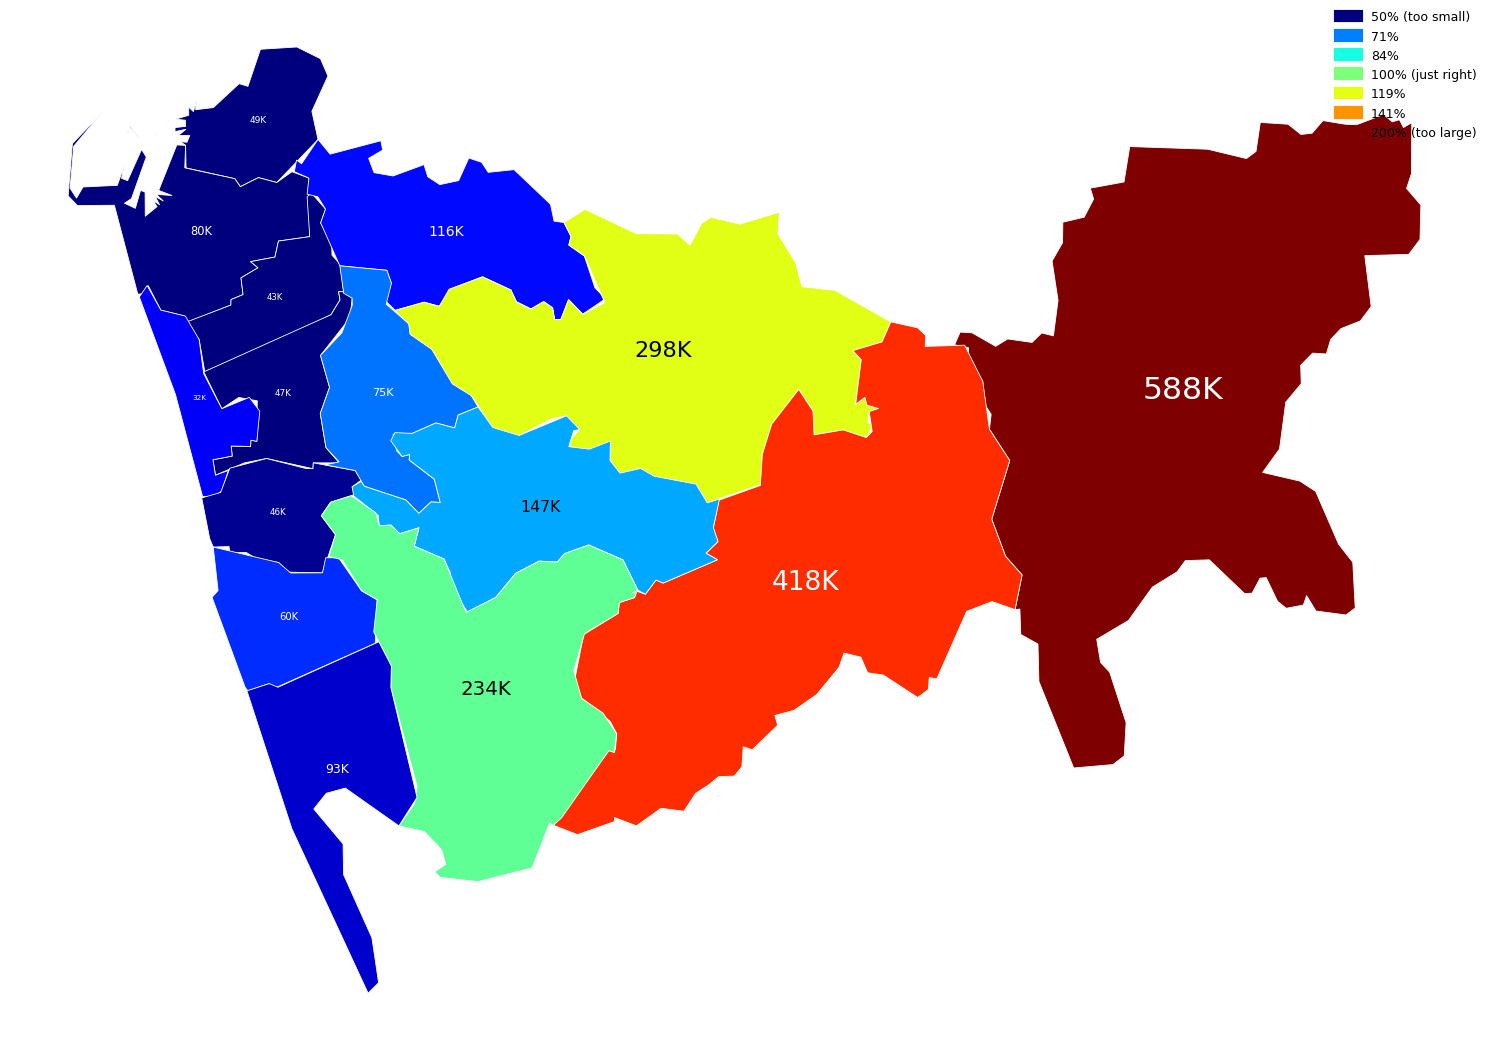 50% (too small)
71%
84%
100% (just right)
119%
141%
200% (too large)
49K
80K
116K
43K
298K
75K
47K
32K
588K
147K
46K
418K
60K
234K
93K